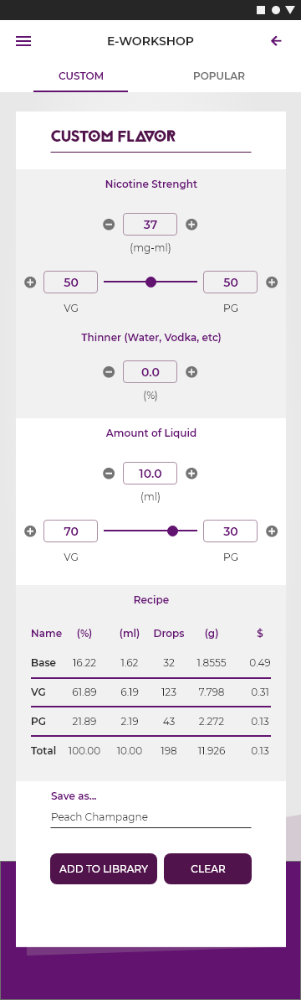 E-WORKSHOP
CUSTOM POPULAR
CUSTOM FLAVOR
Nicotine Strenght
37
(mg-ml)
50 50
VG PG
Thinner (Water, Vodka, etc)
0.0
(%)
Amount of Liquid
10.0
(ml)
70 30
VG PG
Recipe
Name (%) (ml) Drops (g) $
Base 16.22 1.62 32 1.8555 0.49
VG 61.89 6.19 123 7.798 0.31
PG 21.89 2.19 43 2.272 0.13
Total 100.00 10.00 198 11.926 0.13
Save as...
Peach Champagne
ADD TO LIBRARY CLEAR